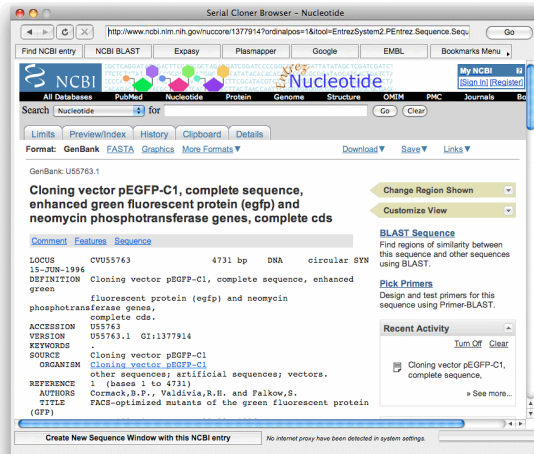 Serial Cloner Browser - Nucleotide
http://www.ncbi.nlm.nih.gov/nuccore/1377914?ordinalpos=1&itool=EntrezSystem2.PEntrez.Sequence.Sequ
Go
Find NCBI entry NCBI BLAST Expasy Plasmapper Google EMBL Bookmarks Menu
NCBI
Entrez Nucleotide
My NCBI
[Sign In] [Register]
All Databases PubMed Nucleotide Protein Genome Structure OMIM PMC Journals Bo
Search Nucleotide for Go Clear
Limits Preview/Index History Clipboard Details
Format: GenBank FASTA Graphics More Formats Download Save Links
GenBank: U55763.1
Cloning vector pEGFP-C1, complete sequence,
enhanced green fluorescent protein (egfp) and
neomycin phosphotransferase genes, complete cds
Comment Features Sequence
LOCUS CVU55763 4731 bp DNA circular SYN
15-JUN-1996
DEFINITION Cloning vector pEGFP-C1, complete sequence, enhanced
green
fluorescent protein (egfp) and neomycin
phosphotransferase genes,
complete cds.
ACCESSION U55763
VERSION U55763.1 GI:1377914
KEYWORDS .
SOURCE Cloning vector pEGFP-C1
ORGANISM Cloning vector pEGFP-C1
other sequences; artificial sequences; vectors.
REFERENCE 1 (bases 1 to 4731)
AUTHORS Cormack,B.P., Valdivia,R.H. and Falkow,S.
TITLE FACS-optimized mutants of the green fluorescent protein
(GFP)
Change Region Shown
Customize View
BLAST Sequence
Find regions of similarity between
this sequence and other sequences
using BLAST.
Pick Primers
Design and test primers for this
sequence using Primer-BLAST.
Recent Activity
Turn Off Clear
Cloning vector pEGFP-C1,
complete sequence,
» See more...
Create New Sequence Window with this NCBI entry
No internet proxy have been detected in system settings.